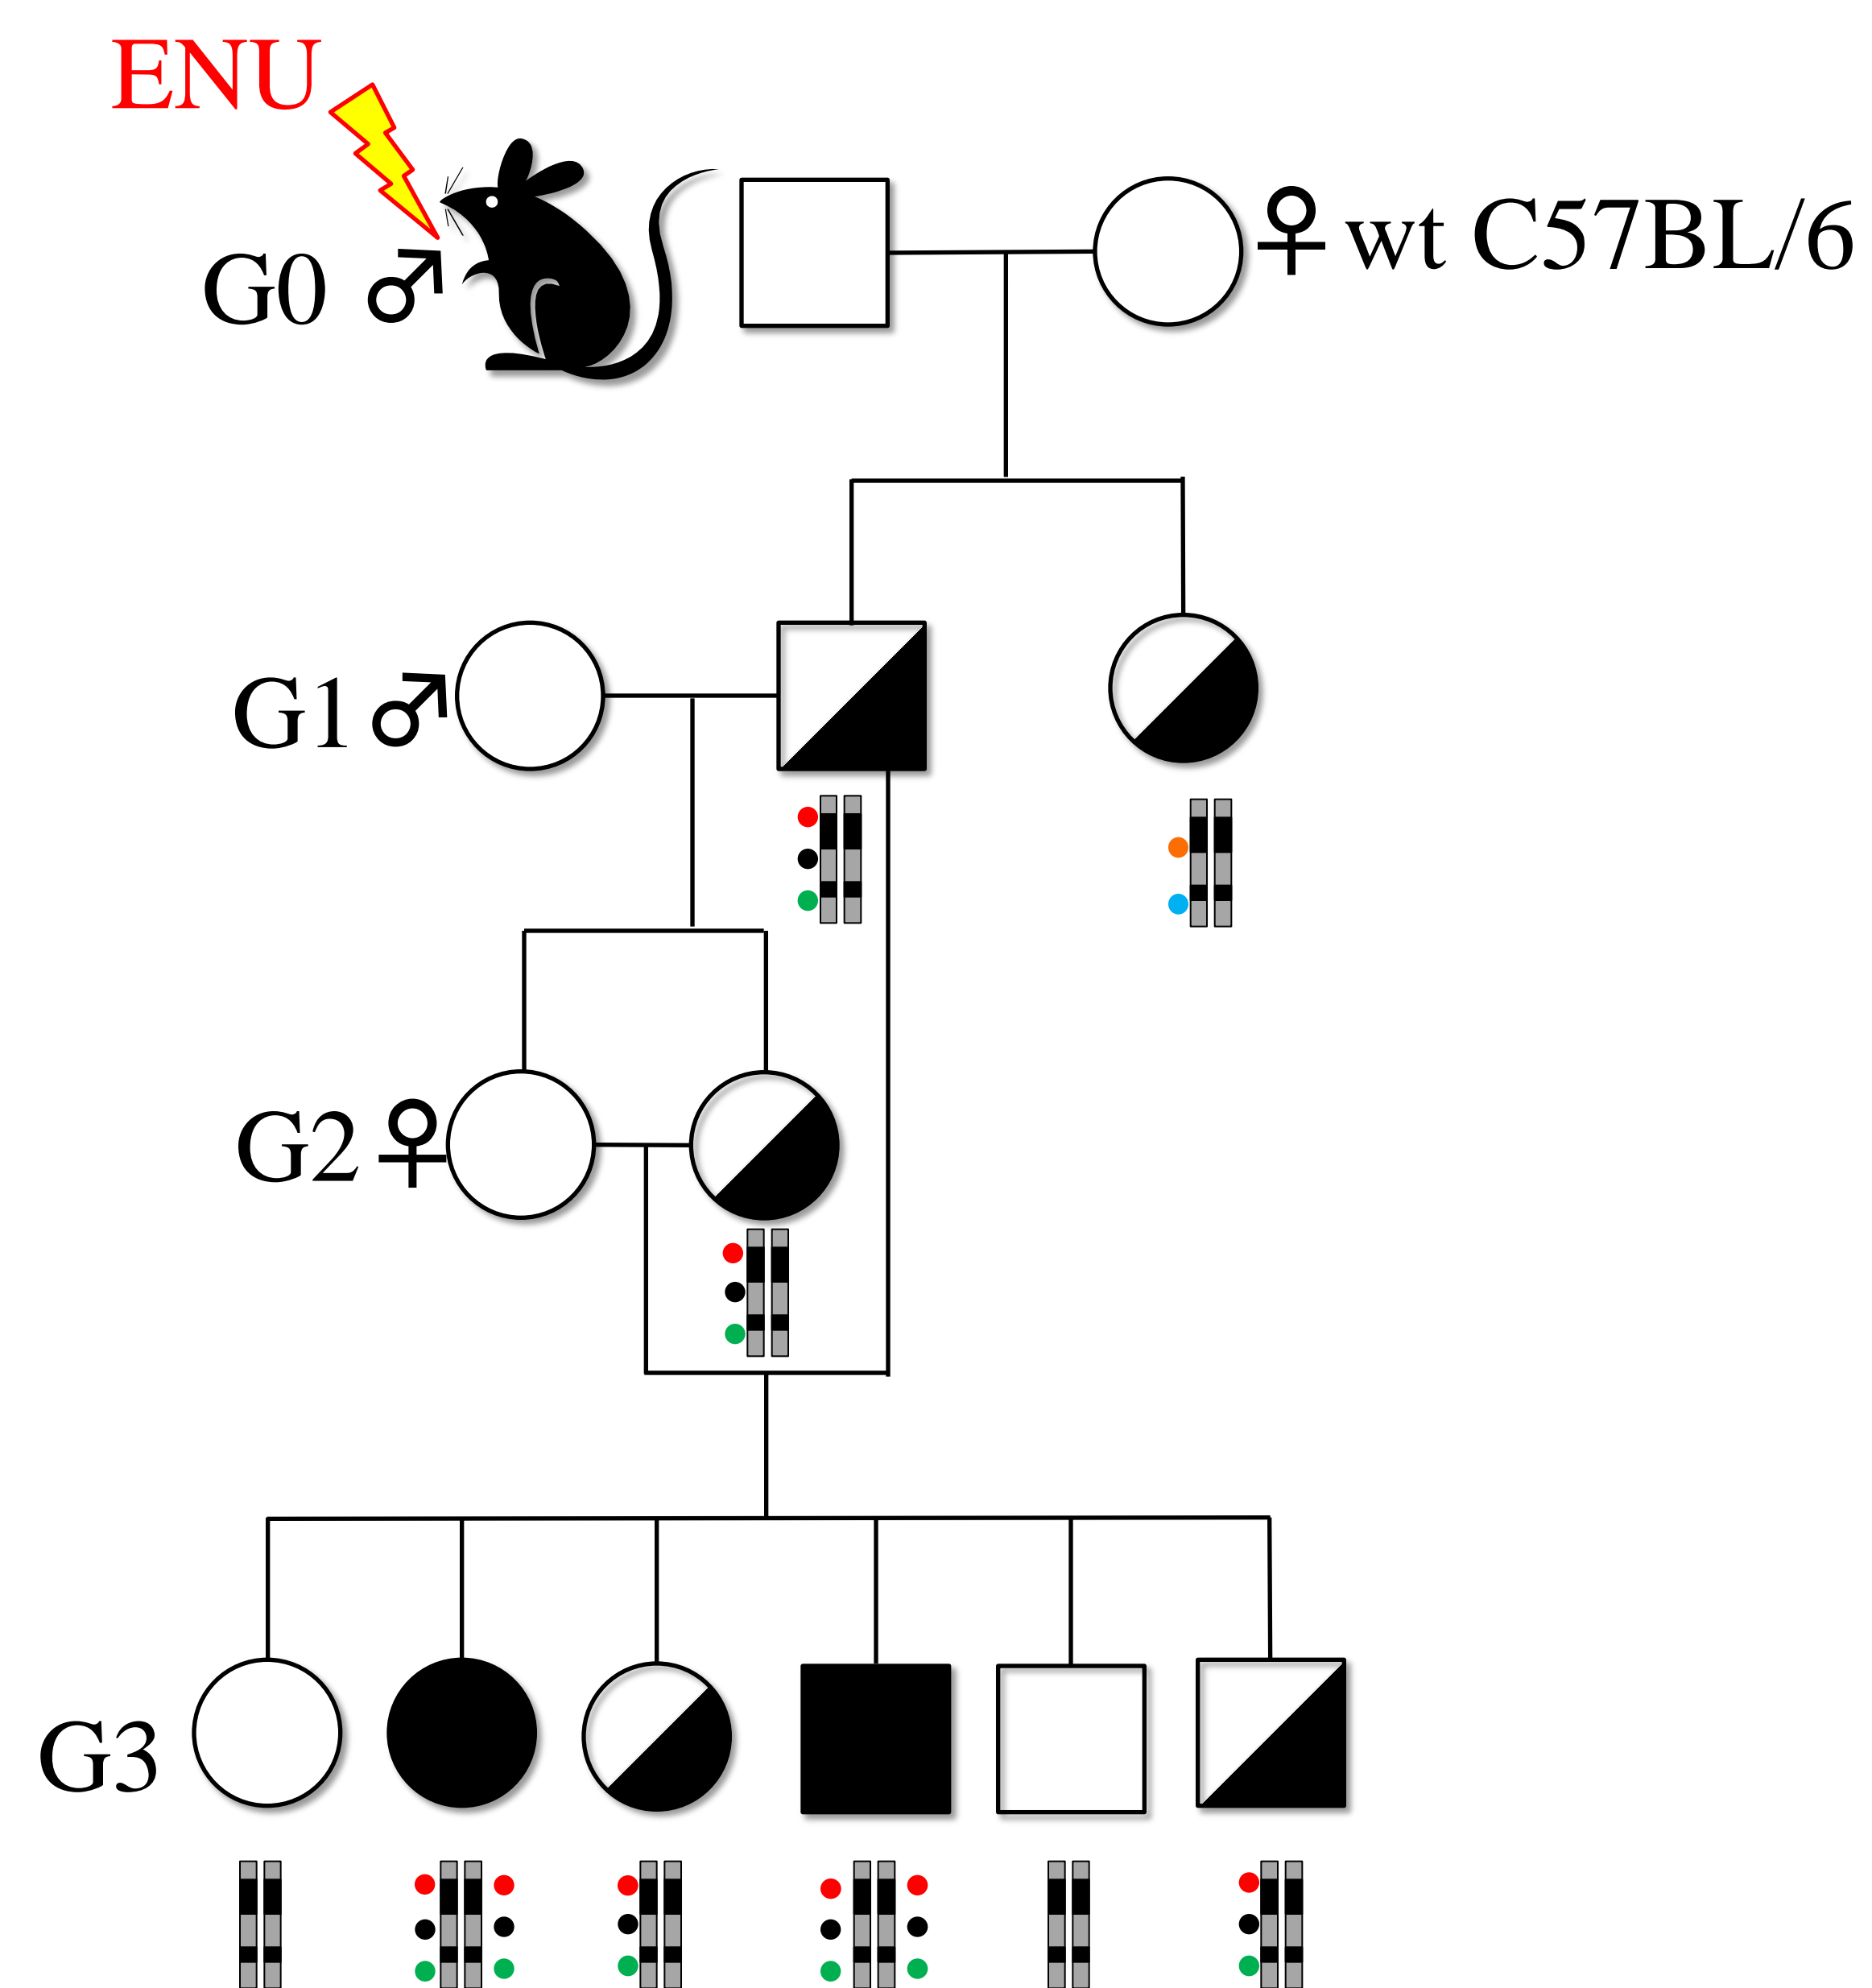 ENU
G0 ♂
♀ wt C57BL/6
G1 ♂
G2 ♀
G3